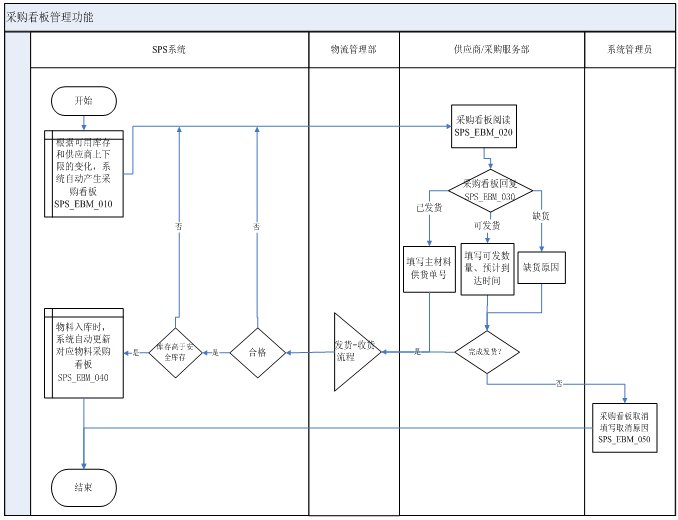 采购看板管理功能
SPS系统
物流管理部
供应商/采购服务部
系统管理员
开始
根据可用库存
和供应商上下
限的变化，系
统自动产生采
购看板
SPS_EBM_010
采购看板阅读
SPS_EBM_020
采购看板回复
SPS_EBM_030
已发货
可发货
缺货
否
否
填写主材料
供货单号
填写可发数
量、预计到
达时间
缺货原因
物料入库时，
系统自动更新
对应物料采购
看板
SPS_EBM_040
是
库存高于安
全库存
是
合格
发货-收货
流程
是
完成发货?
否
采购看板取消
填写取消原因
SPS_EBM_050
结束